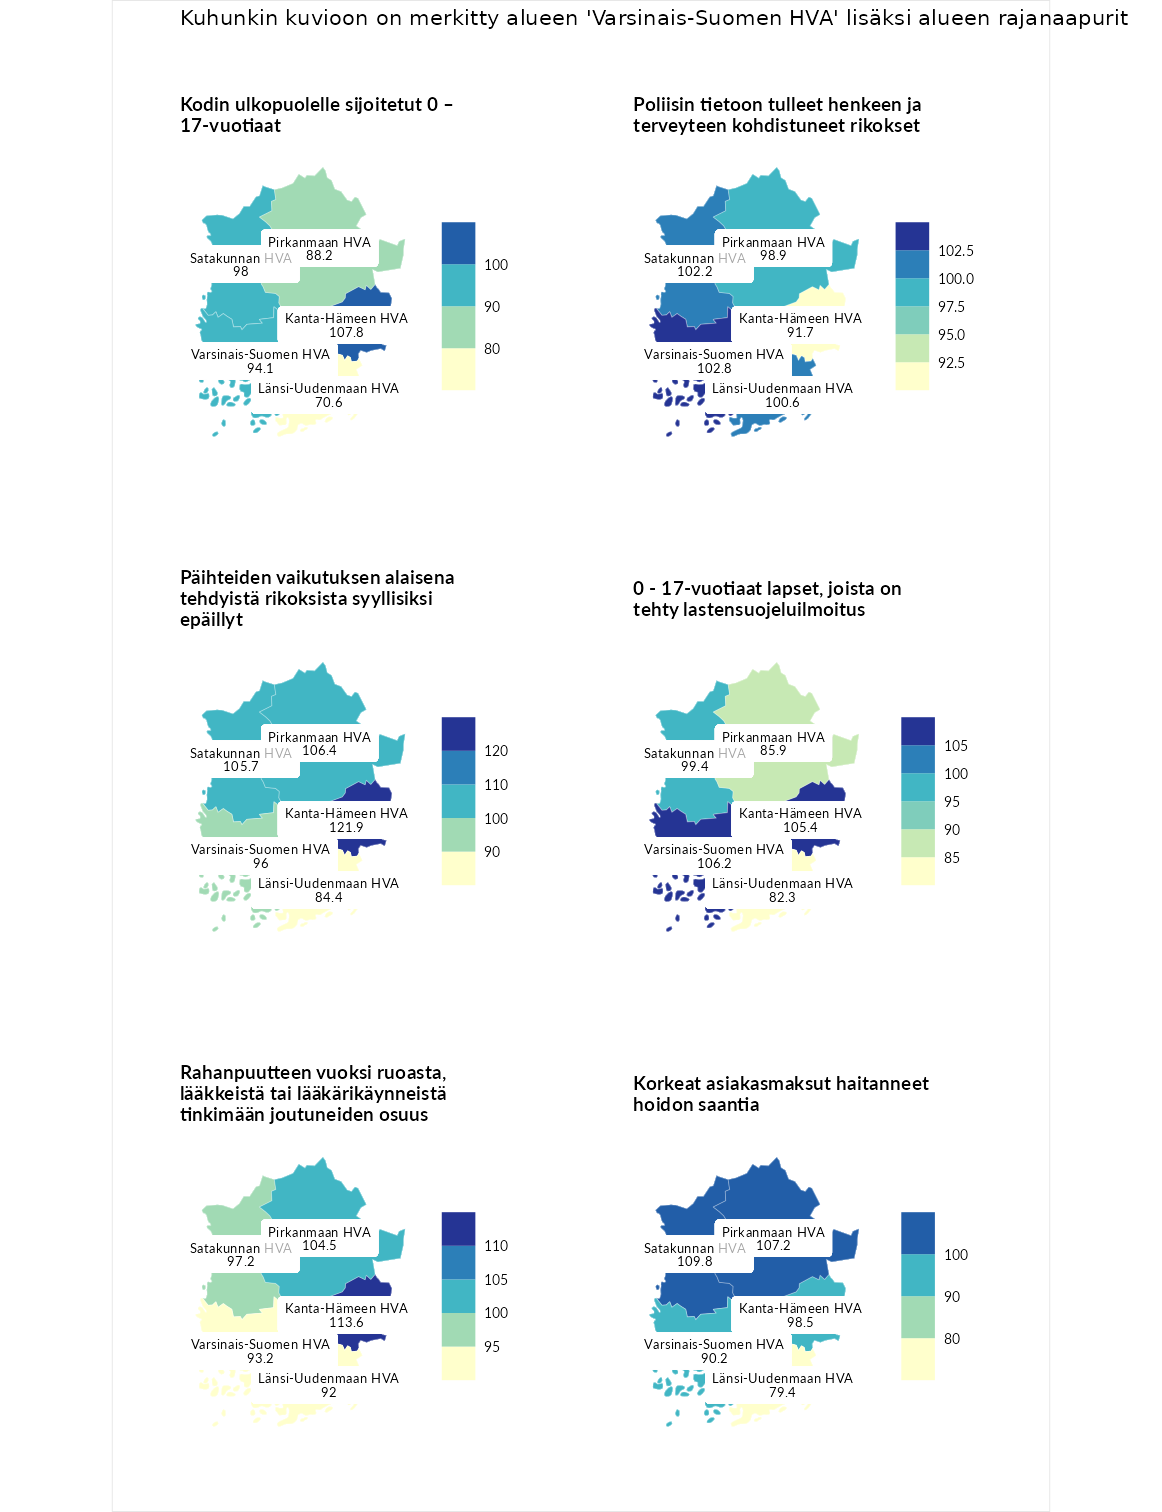 Kuhunkin kuvioon on merkitty alueen 'Varsinais-Suomen HVA' lisäksi alueen rajanaapurit
Kodin ulkopuolelle sijoitetut 0 –
17-vuotiaat
Pirkanmaan HVA
88.2
Satakunnan HVA
98
Kanta-Hämeen HVA
107.8
Varsinais-Suomen HVA
94.1
Länsi-Uudenmaan HVA
70.6
100
90
80
Poliisin tietoon tulleet henkeen ja
terveyteen kohdistuneet rikokset
Pirkanmaan HVA
98.9
Satakunnan HVA
102.2
Kanta-Hämeen HVA
91.7
Varsinais-Suomen HVA
102.8
Länsi-Uudenmaan HVA
100.6
102.5
100.0
97.5
95.0
92.5
Päihteiden vaikutuksen alaisena
tehdyistä rikoksista syyllisiksi
epäillyt
Pirkanmaan HVA
106.4
Satakunnan HVA
105.7
Kanta-Hämeen HVA
121.9
Varsinais-Suomen HVA
96
Länsi-Uudenmaan HVA
84.4
120
110
100
90
0 - 17-vuotiaat lapset, joista on
tehty lastensuojeluilmoitus
Pirkanmaan HVA
85.9
Satakunnan HVA
99.4
Kanta-Hämeen HVA
105.4
Varsinais-Suomen HVA
106.2
Länsi-Uudenmaan HVA
82.3
105
100
95
90
85
Rahanpuutteen vuoksi ruoasta,
lääkkeistä tai lääkärikäynneistä
tinkimään joutuneiden osuus
Pirkanmaan HVA
104.5
Satakunnan HVA
97.2
Kanta-Hämeen HVA
113.6
Varsinais-Suomen HVA
93.2
Länsi-Uudenmaan HVA
92
110
105
100
95
Korkeat asiakasmaksut haitanneet
hoidon saantia
Pirkanmaan HVA
107.2
Satakunnan HVA
109.8
Kanta-Hämeen HVA
98.5
Varsinais-Suomen HVA
90.2
Länsi-Uudenmaan HVA
79.4
100
90
80